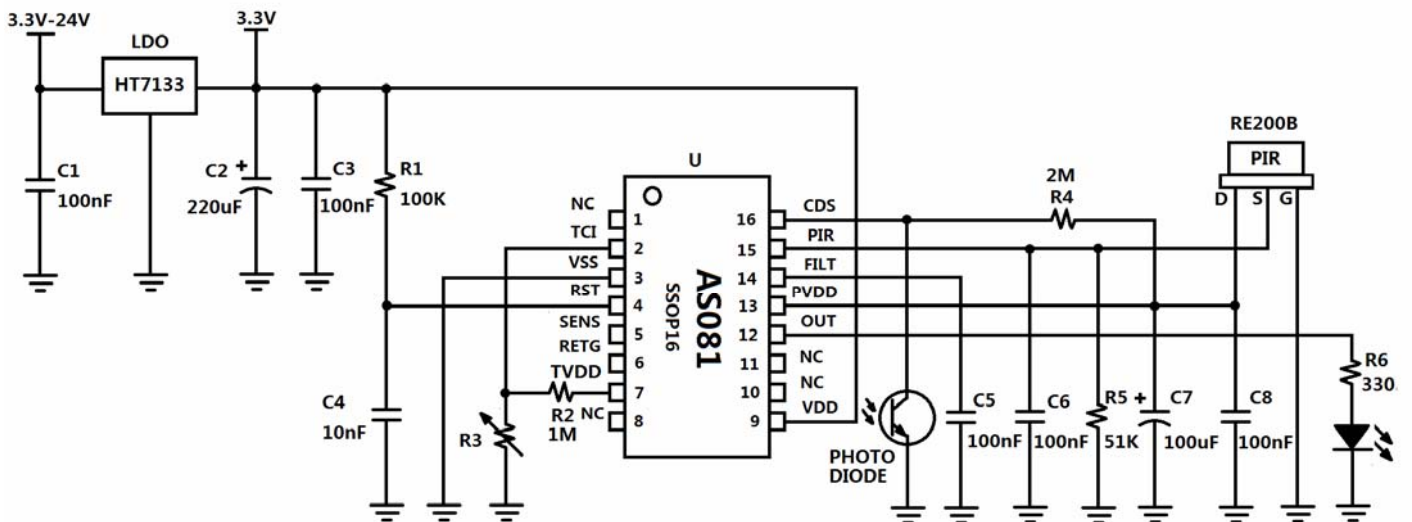 3.3V-24V
3.3V
LDO
HT7133
C1
100nF
C2
+
220uF
C3
100nF
R1
100K
C4
10nF
R3
R2
1M
U
AS081
SSOP16
NC
1
TCI
2
VSS
3
RST
4
SENS
5
RETG
6
TVDD
7
NC
8
CDS
16
PIR
15
FILT
14
PVDD
13
OUT
12
NC
11
NC
10
VDD
9
2M
R4
RE200B
PIR
D
S
G
PHOTO
DIODE
C5
100nF
C6
100nF
R5
51K
+
C7
100uF
C8
100nF
R6
330